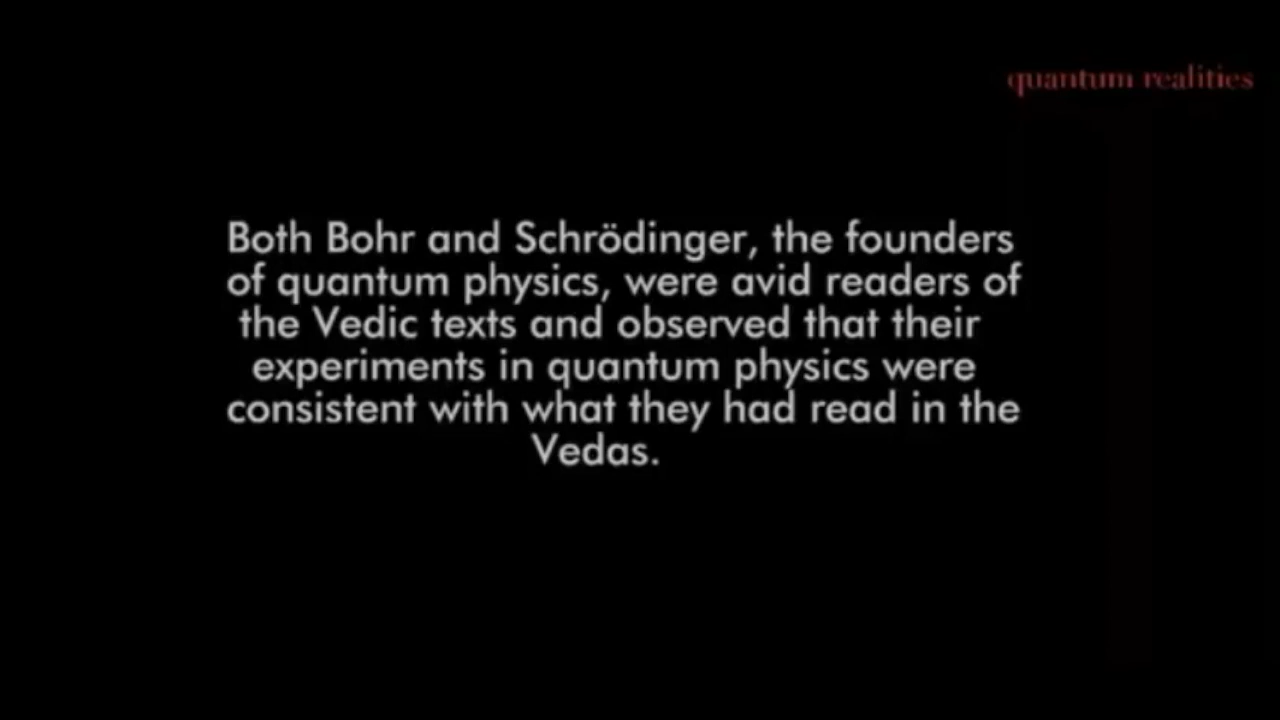 quantum realities
Both Bohr and Schrödinger, the founders
of quantum physics, were avid readers of
the Vedic texts and observed that their
experiments in quantum physics were
consistent with what they had read in the
Vedas.